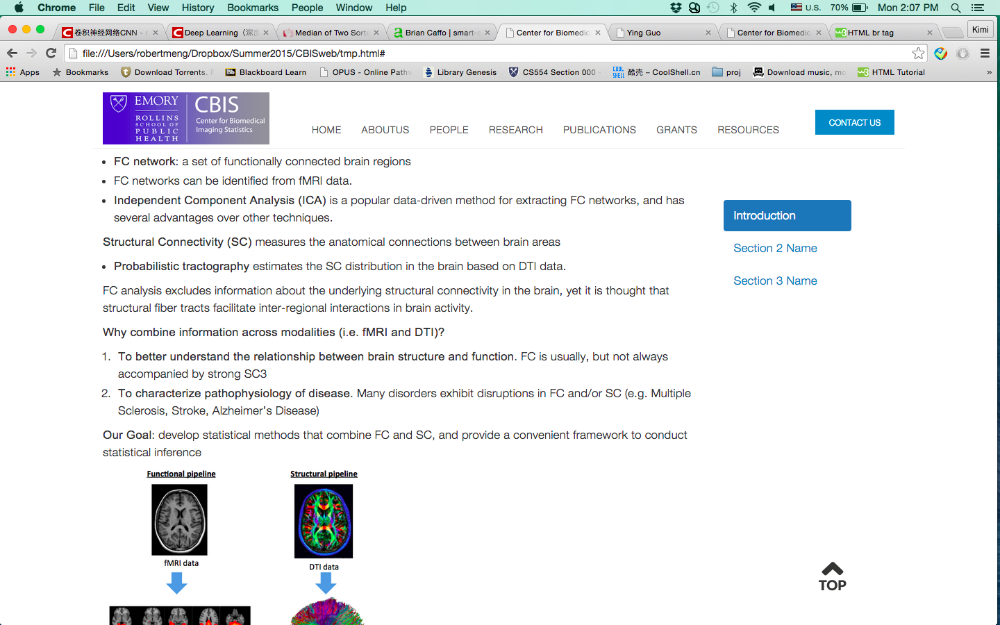 Chrome File Edit View History Bookmarks People Window Help U.S. 70% Mon 2:07 PM
卷积神经网络CNN - Deep Learning（深度 Median of Two Sort Brian Caffo | smart- Center for Biomedic Ying Guo Center for Biomedic HTML br tag Kimi
file:///Users/robertmeng/Dropbox/Summer2015/CBISweb/tmp.html#
Apps Bookmarks Download Torrents. Bb Blackboard Learn OPUS - Online Path Library Genesis CS554 Section 000 COOL SHELL 酷壳 – CoolShell.cn proj Download music, mo HTML Tutorial »
EMORY
ROLLINS
SCHOOL OF
PUBLIC
HEALTH
CBIS
Center for Biomedical
Imaging Statistics
HOME ABOUTUS PEOPLE RESEARCH PUBLICATIONS GRANTS RESOURCES
CONTACT US
• FC network: a set of functionally connected brain regions
• FC networks can be identified from fMRI data.
• Independent Component Analysis (ICA) is a popular data-driven method for extracting FC networks, and has
several advantages over other techniques.
Structural Connectivity (SC) measures the anatomical connections between brain areas
• Probabilistic tractography estimates the SC distribution in the brain based on DTI data.
FC analysis excludes information about the underlying structural connectivity in the brain, yet it is thought that
structural fiber tracts facilitate inter-regional interactions in brain activity.
Why combine information across modalities (i.e. fMRI and DTI)?
1. To better understand the relationship between brain structure and function. FC is usually, but not always
accompanied by strong SC3
2. To characterize pathophysiology of disease. Many disorders exhibit disruptions in FC and/or SC (e.g. Multiple
Sclerosis, Stroke, Alzheimer’s Disease)
Our Goal: develop statistical methods that combine FC and SC, and provide a convenient framework to conduct
statistical inference
Functional pipeline Structural pipeline
fMRI data
DTI data
Introduction
Section 2 Name
Section 3 Name
TOP